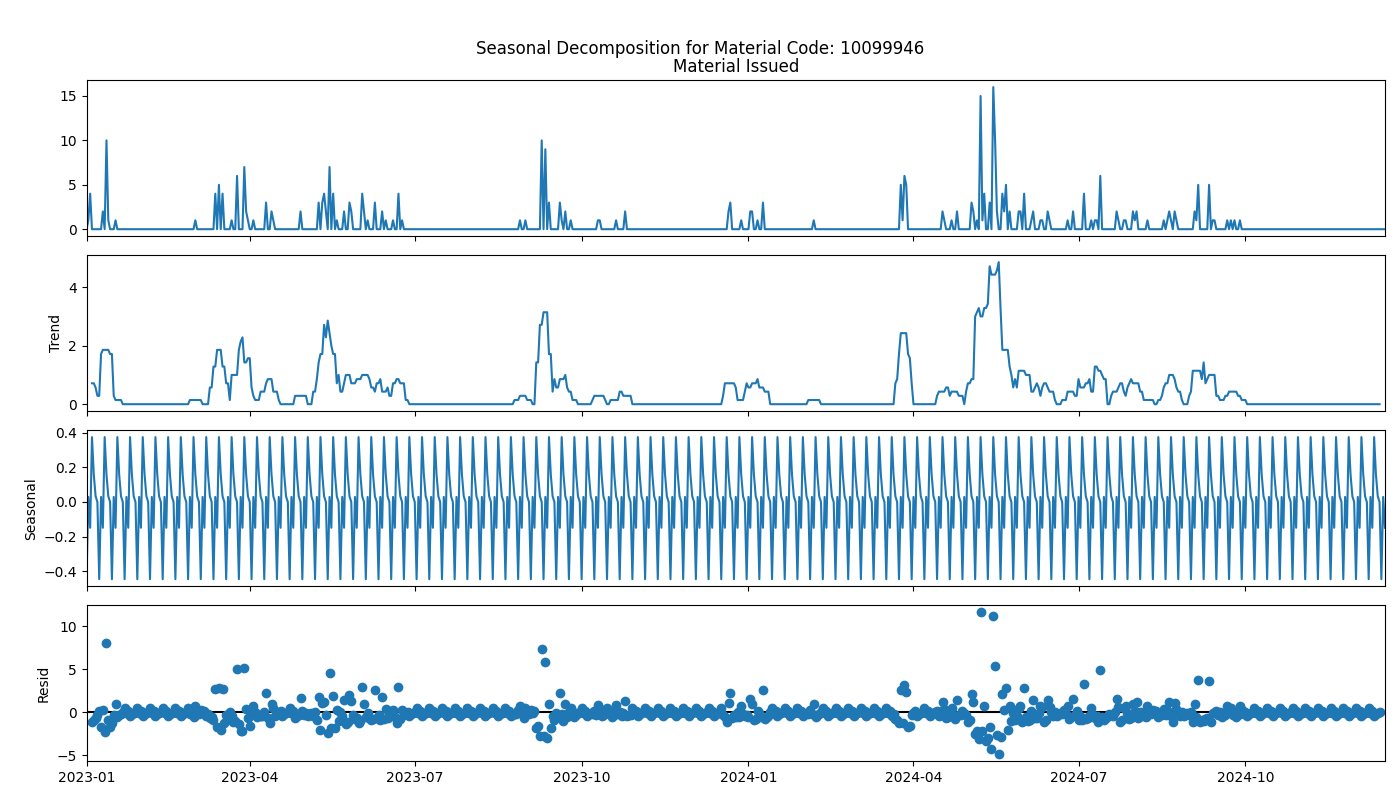 Seasonal Decomposition for Material Code: 10099946
Material Issued
15
10
5
0
Trend
4
2
0
Seasonal
0.4
0.2
0.0
−0.2
−0.4
Resid
10
5
0
−5
2023-01 2023-04 2023-07 2023-10 2024-01 2024-04 2024-07 2024-10